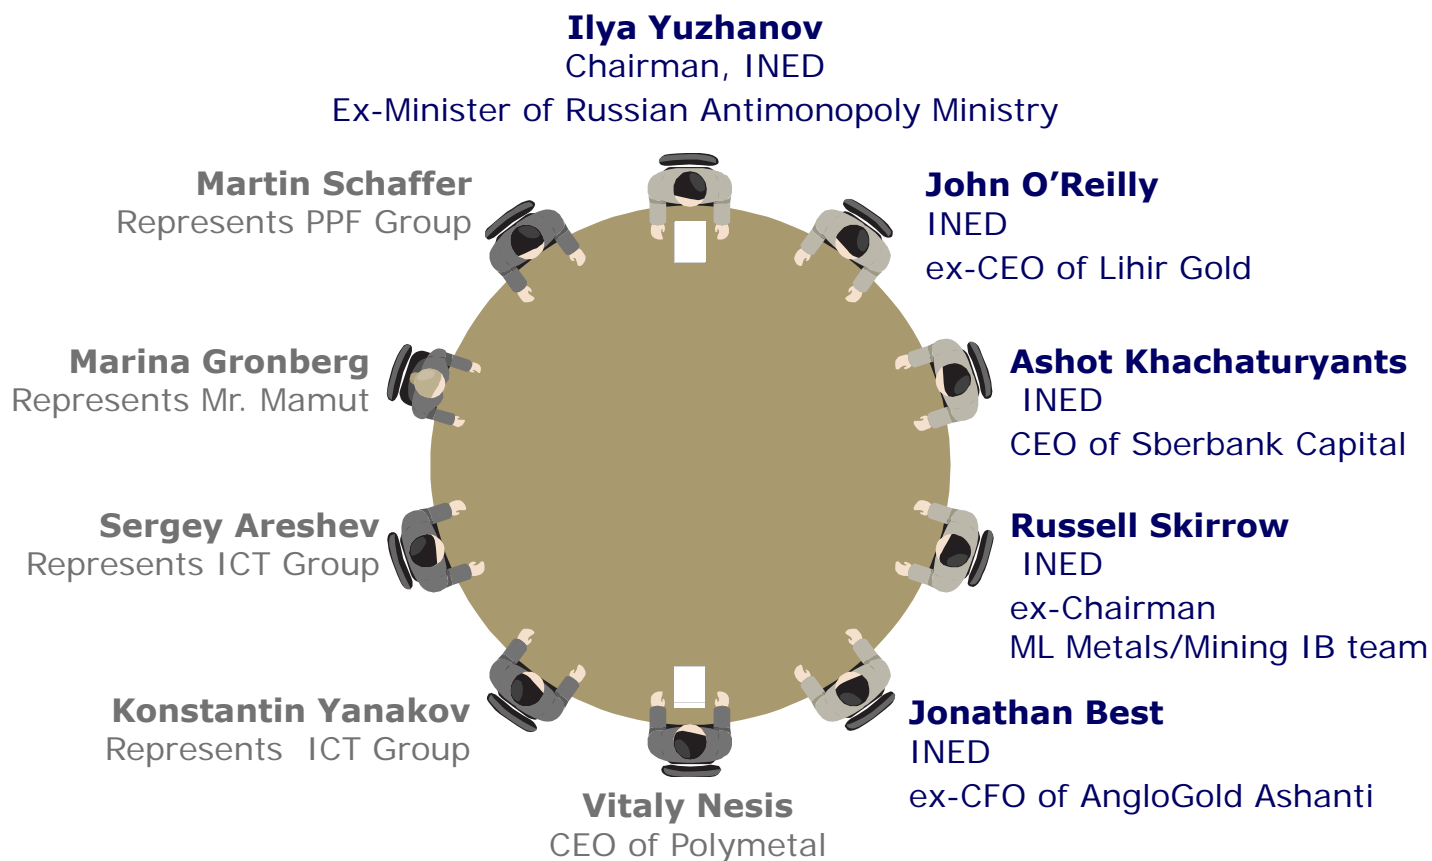 Ilya Yuzhanov
Chairman, INED
Ex-Minister of Russian Antimonopoly Ministry
Martin Schaffer
Represents PPF Group
John O’Reilly
INED
ex-CEO of Lihir Gold
Marina Gronberg
Represents Mr. Mamut
Ashot Khachaturyants
INED
CEO of Sberbank Capital
Sergey Areshev
Represents ICT Group
Russell Skirrow
INED
ex-Chairman
ML Metals/Mining IB team
Konstantin Yanakov
Represents ICT Group
Jonathan Best
INED
ex-CFO of AngloGold Ashanti
Vitaly Nesis
CEO of Polymetal